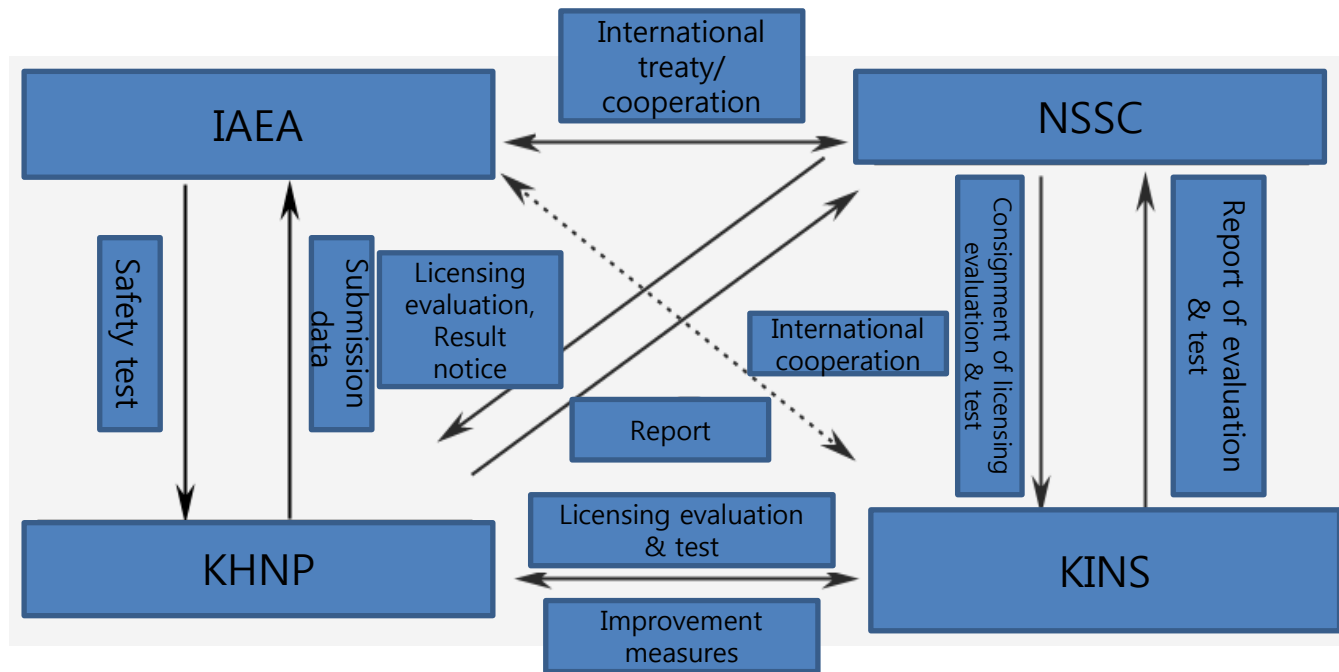 International
treaty/
cooperation
IAEA
NSSC
Safety test
Submission
data
Licensing
evaluation,
Result
notice
International
cooperation
Consignment of licensing
evaluation & test
Report of evaluation
& test
Report
Licensing evaluation
& test
KHNP
KINS
Improvement
measures